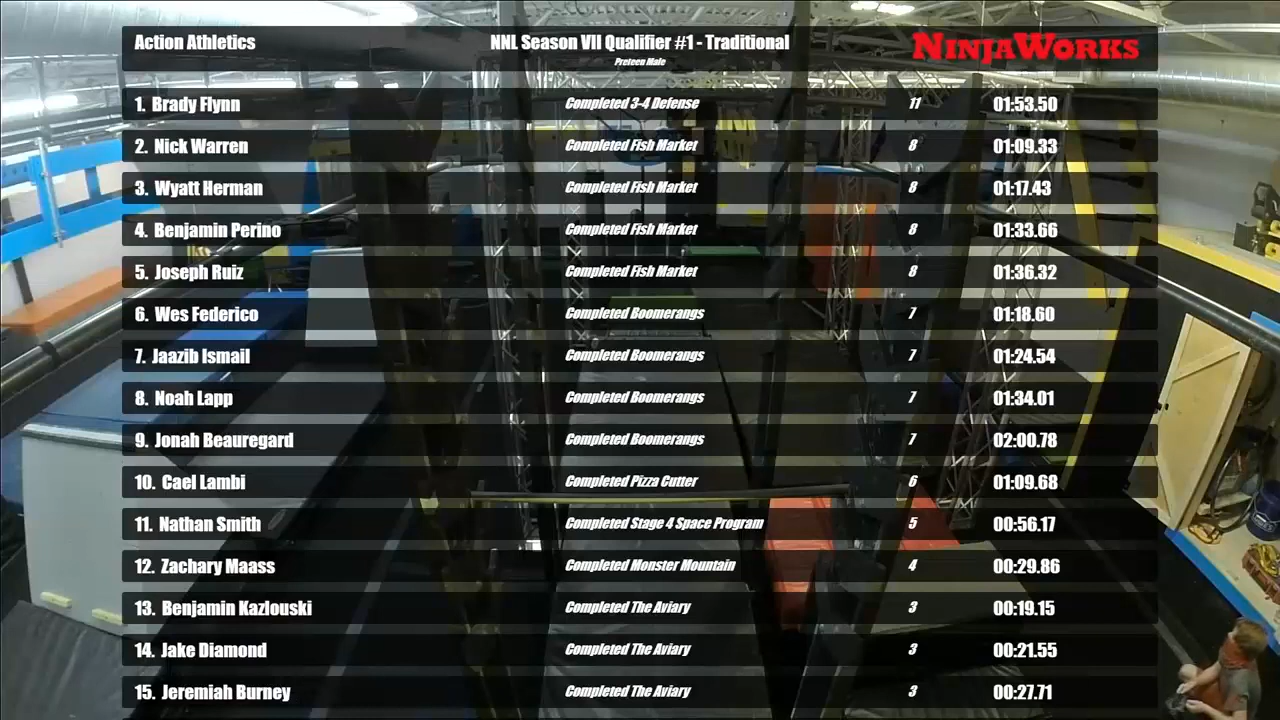 Action Athletics
NNL Season VII Qualifier #1 - Traditional
Preteen Male
NinjaWorks
1. Brady Flynn Completed 3-4 Defense 11 01:53.50
2. Nick Warren Completed Fish Market 8 01:09.33
3. Wyatt Herman Completed Fish Market 8 01:17.43
4. Benjamin Perino Completed Fish Market 8 01:33.66
5. Joseph Ruiz Completed Fish Market 8 01:36.32
6. Wes Federico Completed Boomerangs 7 01:18.60
7. Jaazib Ismail Completed Boomerangs 7 01:24.54
8. Noah Lapp Completed Boomerangs 7 01:34.01
9. Jonah Beauregard Completed Boomerangs 7 02:00.78
10. Cael Lambi Completed Pizza Cutter 6 01:09.68
11. Nathan Smith Completed Stage 4 Space Program 5 00:56.17
12. Zachary Maass Completed Monster Mountain 4 00:29.86
13. Benjamin Kazlouski Completed The Aviary 3 00:19.15
14. Jake Diamond Completed The Aviary 3 00:21.55
15. Jeremiah Burney Completed The Aviary 3 00:27.71